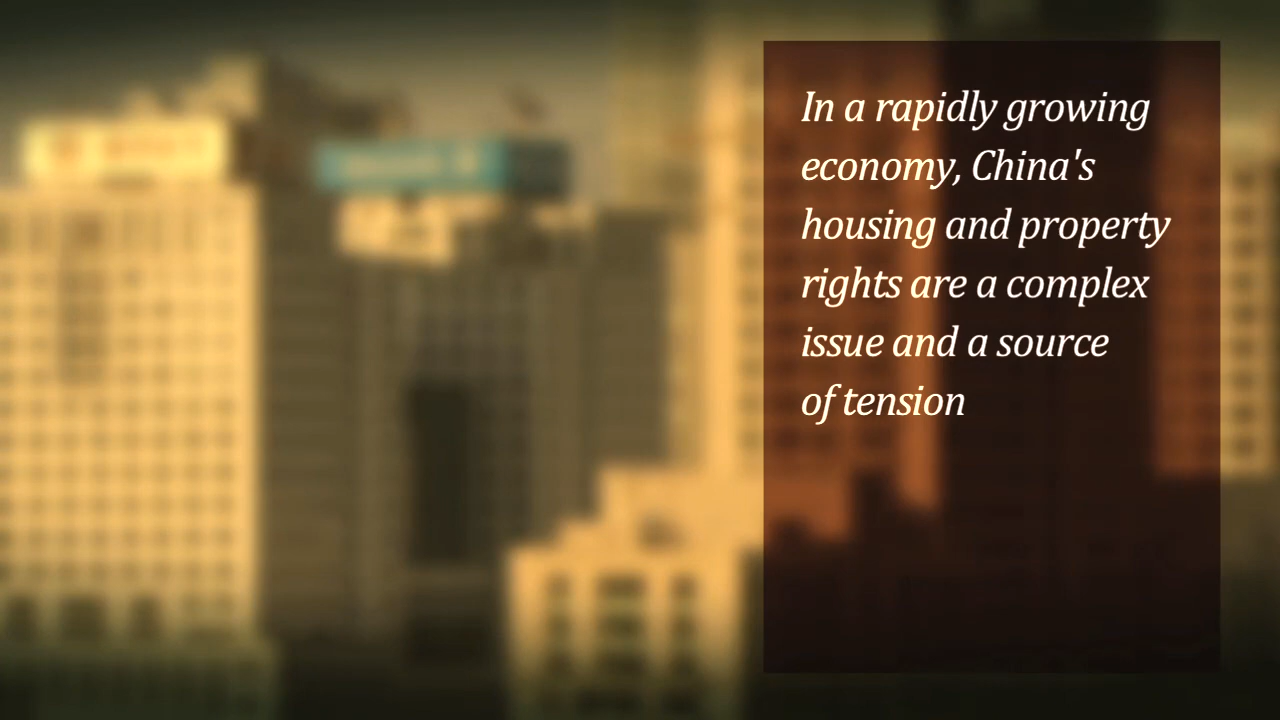 In a rapidly growing
economy, China's
housing and property
rights are a complex
issue and a source
of tension